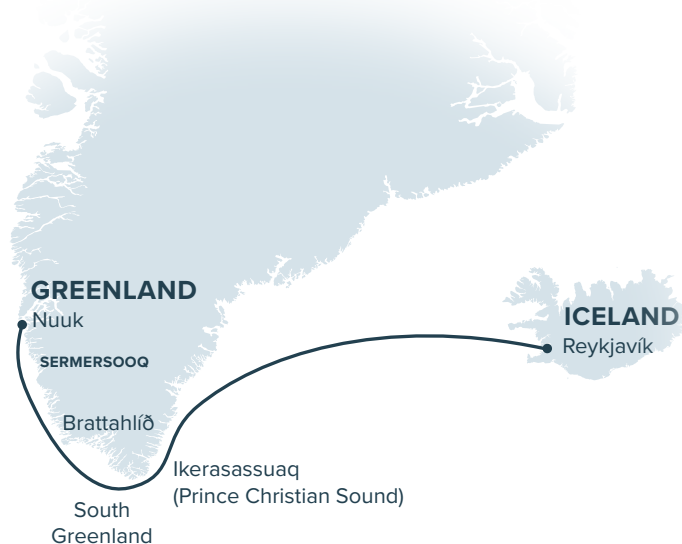 GREENLAND
Nuuk
ICELAND
Reykjavík
SERMERSOOQ
Brattahlíð
Ikerasassuaq
(Prince Christian Sound)
South
Greenland